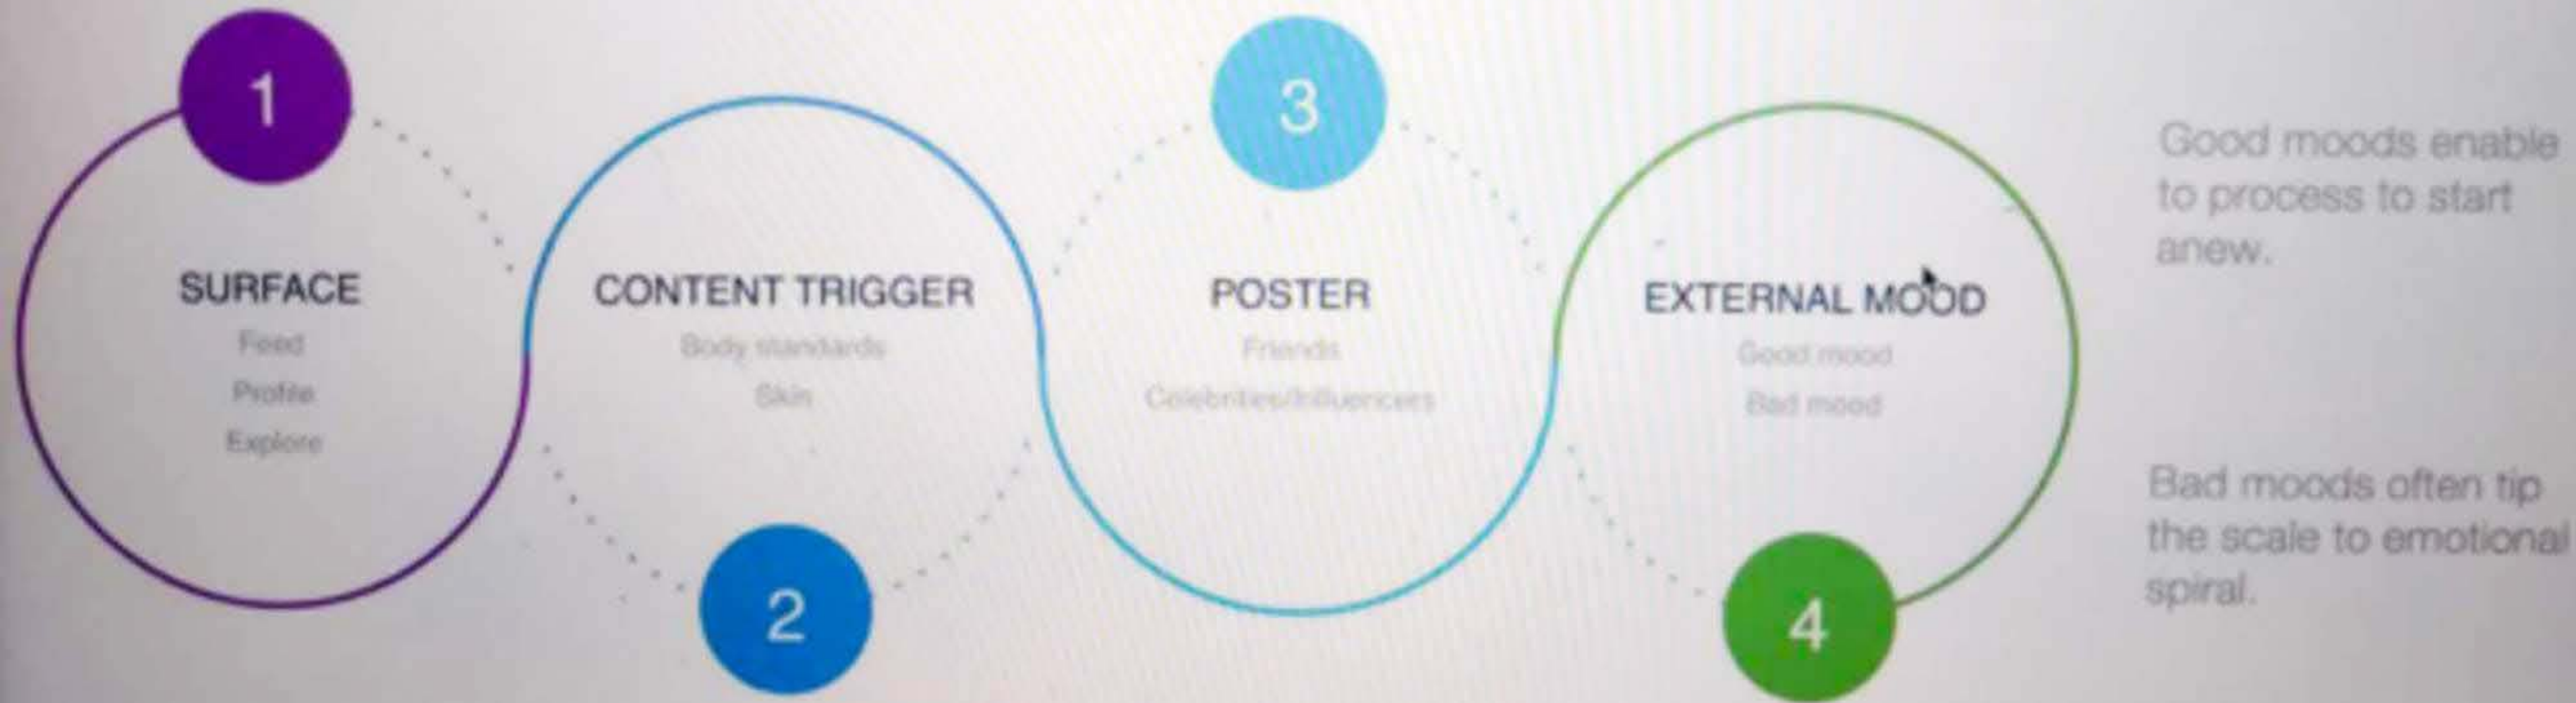 1
SURFACE
Feed
Profile
Explore
CONTENT TRIGGER
Body standards
Skin
2
3
POSTER
Friends
Celebrities/Influencers
EXTERNAL MOOD
Good mood
Bad mood
4
Good moods enable
to process to start
anew.
Bad moods often tip
the scale to emotional
spiral.